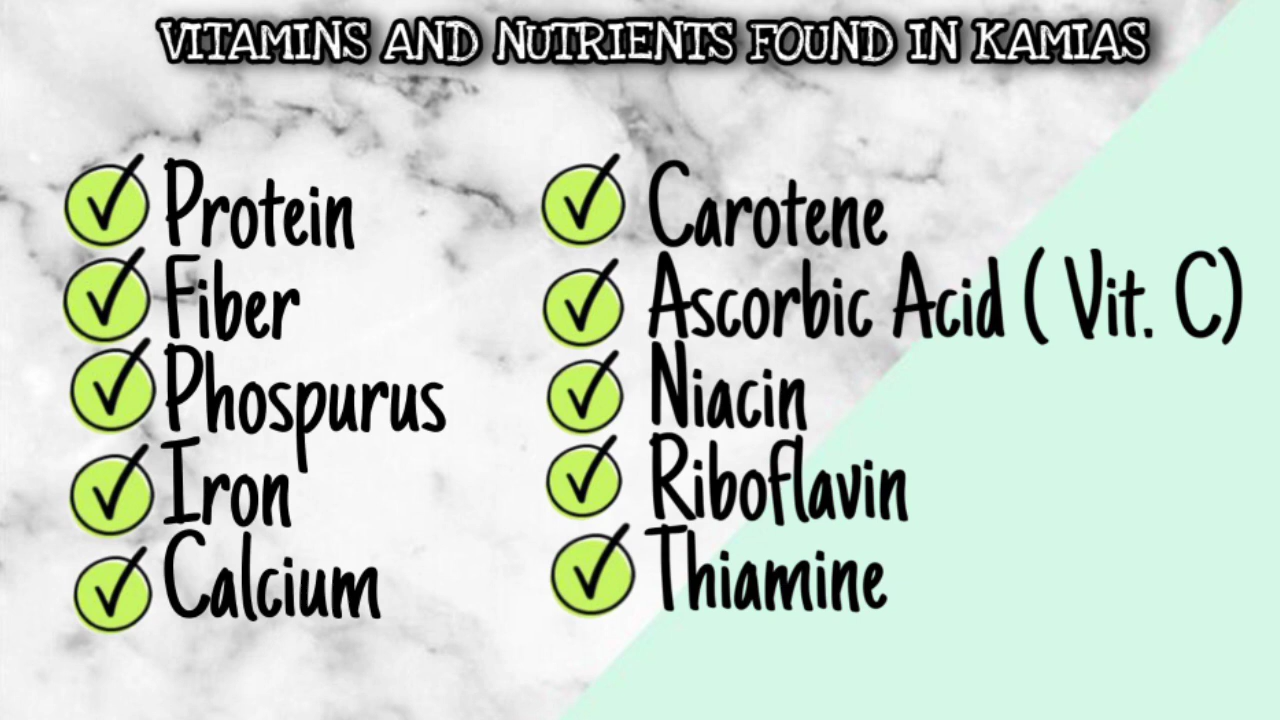 VITAMINS AND NUTRIENTS FOUND IN KAMIAS
Protein
Fiber
Phospurus
Iron
Calcium
Carotene
Ascorbic Acid ( Vit. C)
Niacin
Riboflavin
Thiamine